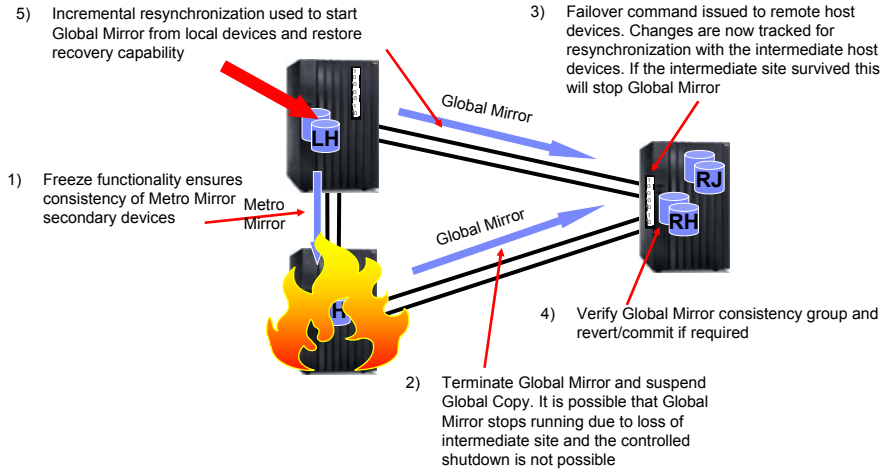 5) Incremental resynchronization used to start
Global Mirror from local devices and restore
recovery capability
3) Failover command issued to remote host
devices. Changes are now tracked for
resynchronization with the intermediate host
devices. If the intermediate site survived this
will stop Global Mirror
Global Mirror
LH
1) Freeze functionality ensures
consistency of Metro Mirror
secondary devices
Metro
Mirror
RJ
RH
Global Mirror
H
4) Verify Global Mirror consistency group and
revert/commit if required
2) Terminate Global Mirror and suspend
Global Copy. It is possible that Global
Mirror stops running due to loss of
intermediate site and the controlled
shutdown is not possible